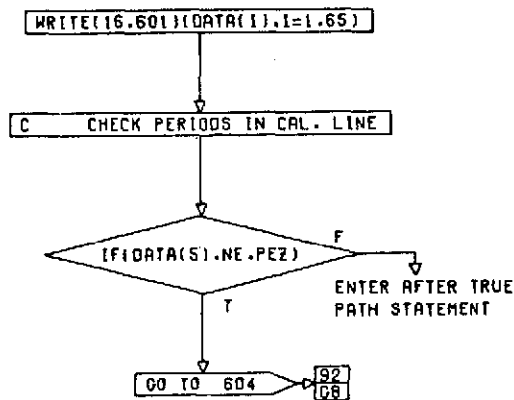 WRITE(16,601)(DATA(I),I=1,65)
C CHECK PERIODS IN CAL. LINE
IF(DATA(5).NE.PEZ)
F
ENTER AFTER TRUE
PATH STATEMENT
T
GO TO 604
92
C8